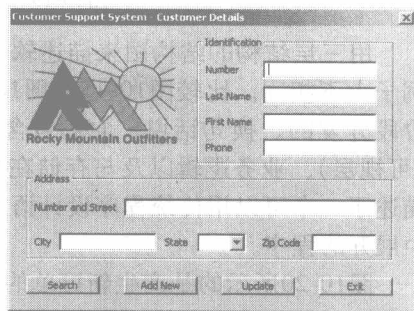 Customer Support System - Customer Details
Identification
Number
Last Name
First Name
Phone
Rocky Mountain Outfitters
Address
Number and Street
City State Zip Code
Search Add New Update Exit